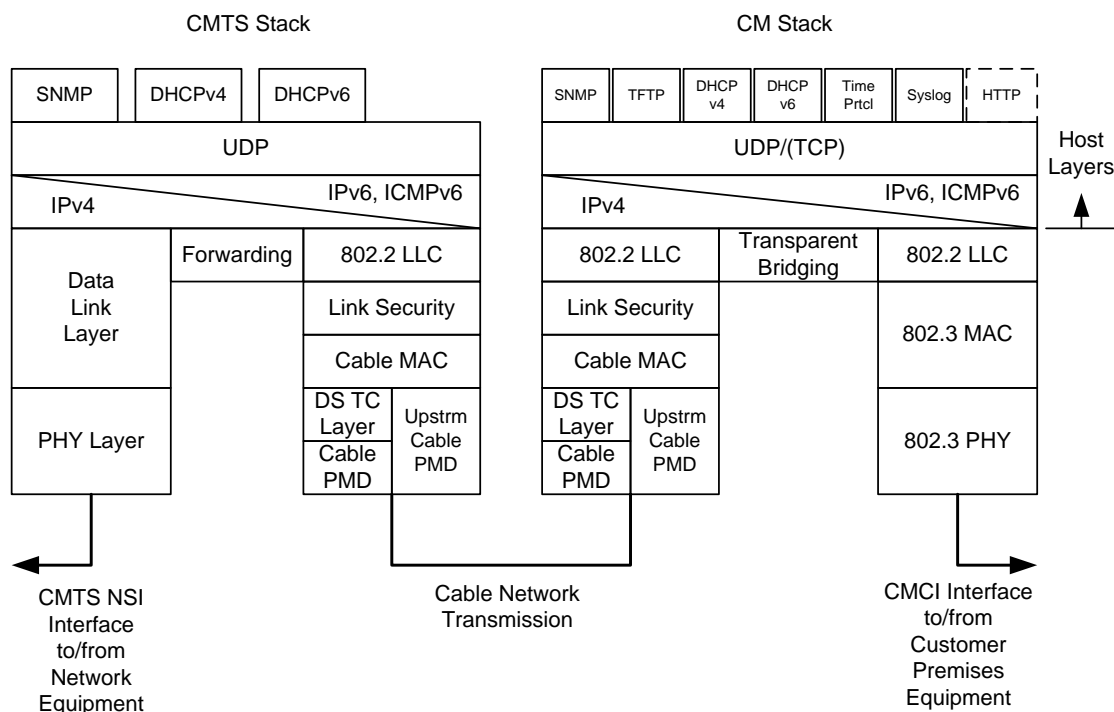 CMTS Stack
CM Stack
SNMP
DHCPv4
DHCPv6
SNMP
TFTP
DHCP
v4
DHCP
v6
Time
Prtcl
Syslog
HTTP
UDP
UDP/(TCP)
Host
Layers
IPv4
IPv6, ICMPv6
IPv4
IPv6, ICMPv6
Data
Link
Layer
Forwarding
802.2 LLC
802.2 LLC
Transparent
Bridging
802.2 LLC
Link Security
Link Security
802.3 MAC
Cable MAC
Cable MAC
PHY Layer
DS TC
Layer
Cable
PMD
Upstrm
Cable
PMD
DS TC
Layer
Cable
PMD
Upstrm
Cable
PMD
802.3 PHY
CMTS NSI
Interface
to/from
Network
Equipment
Cable Network
Transmission
CMCI Interface
to/from
Customer
Premises
Equipment